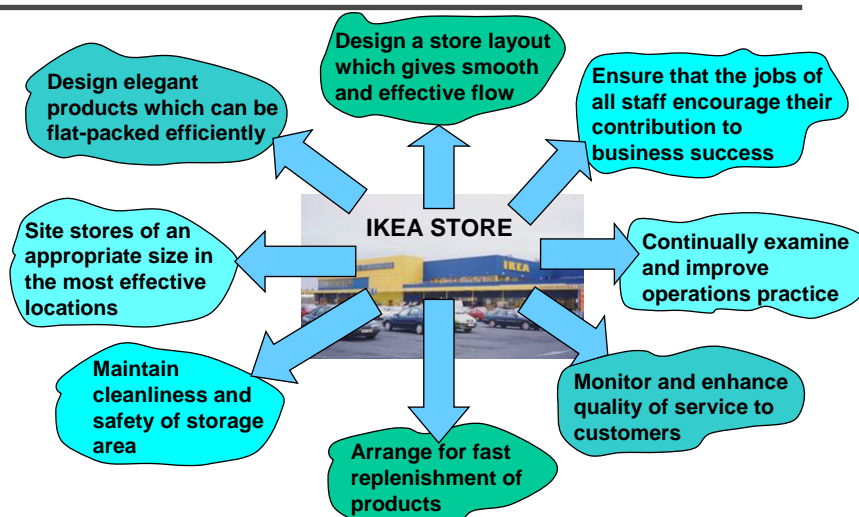 Design a store layout
which gives smooth
and effective flow
Design elegant
products which can be
flat-packed efficiently
Ensure that the jobs of
all staff encourage their
contribution to
business success
IKEA STORE
IKEA
Site stores of an
appropriate size in
the most effective
locations
Continually examine
and improve
operations practice
Maintain
cleanliness and
safety of storage
area
Monitor and enhance
quality of service to
customers
Arrange for fast
replenishment of
products